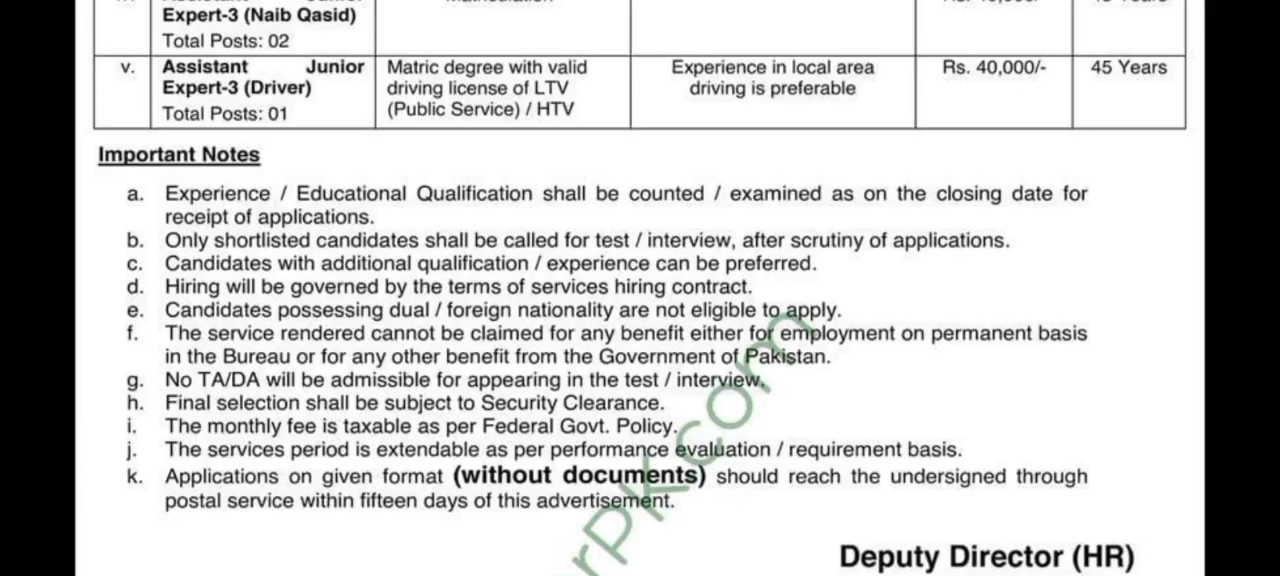 Expert-3 (Naib Qasid)
Total Posts: 02
v. Assistant Junior Matric degree with valid Experience in local area Rs. 40,000/- 45 Years
Expert-3 (Driver) driving license of LTV driving is preferable
Total Posts: 01 (Public Service) / HTV
Important Notes
a. Experience / Educational Qualification shall be counted / examined as on the closing date for
receipt of applications.
b. Only shortlisted candidates shall be called for test / interview, after scrutiny of applications.
c. Candidates with additional qualification / experience can be preferred.
d. Hiring will be governed by the terms of services hiring contract.
e. Candidates possessing dual / foreign nationality are not eligible to apply.
f. The service rendered cannot be claimed for any benefit either for employment on permanent basis
in the Bureau or for any other benefit from the Government of Pakistan.
g. No TA/DA will be admissible for appearing in the test / interview.
h. Final selection shall be subject to Security Clearance.
i. The monthly fee is taxable as per Federal Govt. Policy.
j. The services period is extendable as per performance evaluation / requirement basis.
k. Applications on given format (without documents) should reach the undersigned through
postal service within fifteen days of this advertisement.
rPK.com
Deputy Director (HR)